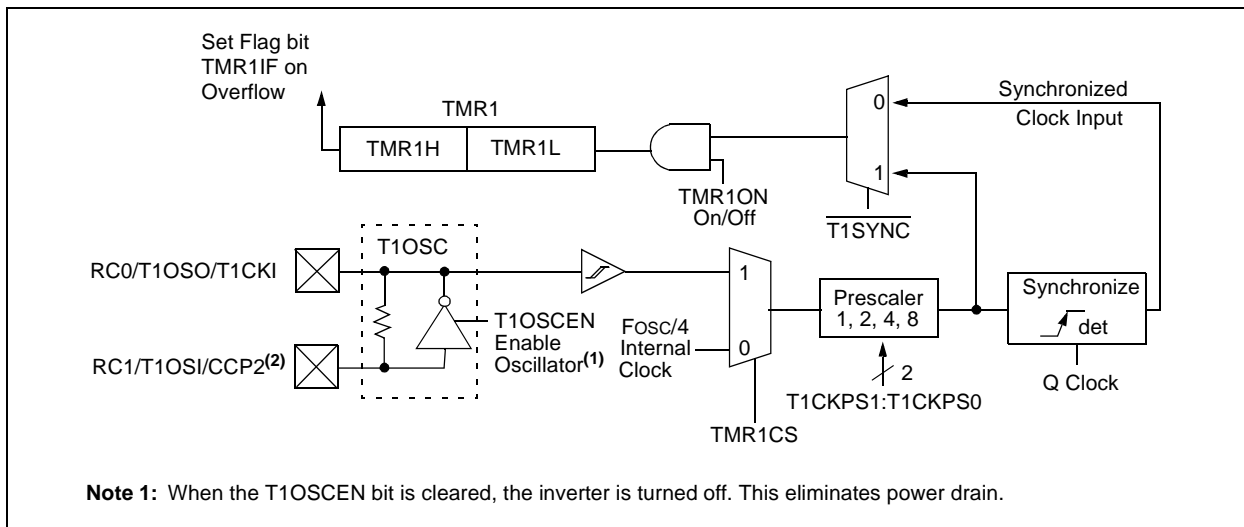 Set Flag bit
TMR1IF on
Overflow
TMR1
TMR1H
TMR1L
TMR1ON
On/Off
0
1
T1SYNC
Synchronized
Clock Input
RC0/T1OSO/T1CKI
T1OSC
RC1/T1OSI/CCP2(2)
T1OSCEN
Enable
Oscillator(1)
FOSC/4
Internal
Clock
1
0
TMR1CS
Prescaler
1, 2, 4, 8
2
T1CKPS1:T1CKPS0
Synchronize
det
Q Clock
Note 1: When the T1OSCEN bit is cleared, the inverter is turned off. This eliminates power drain.